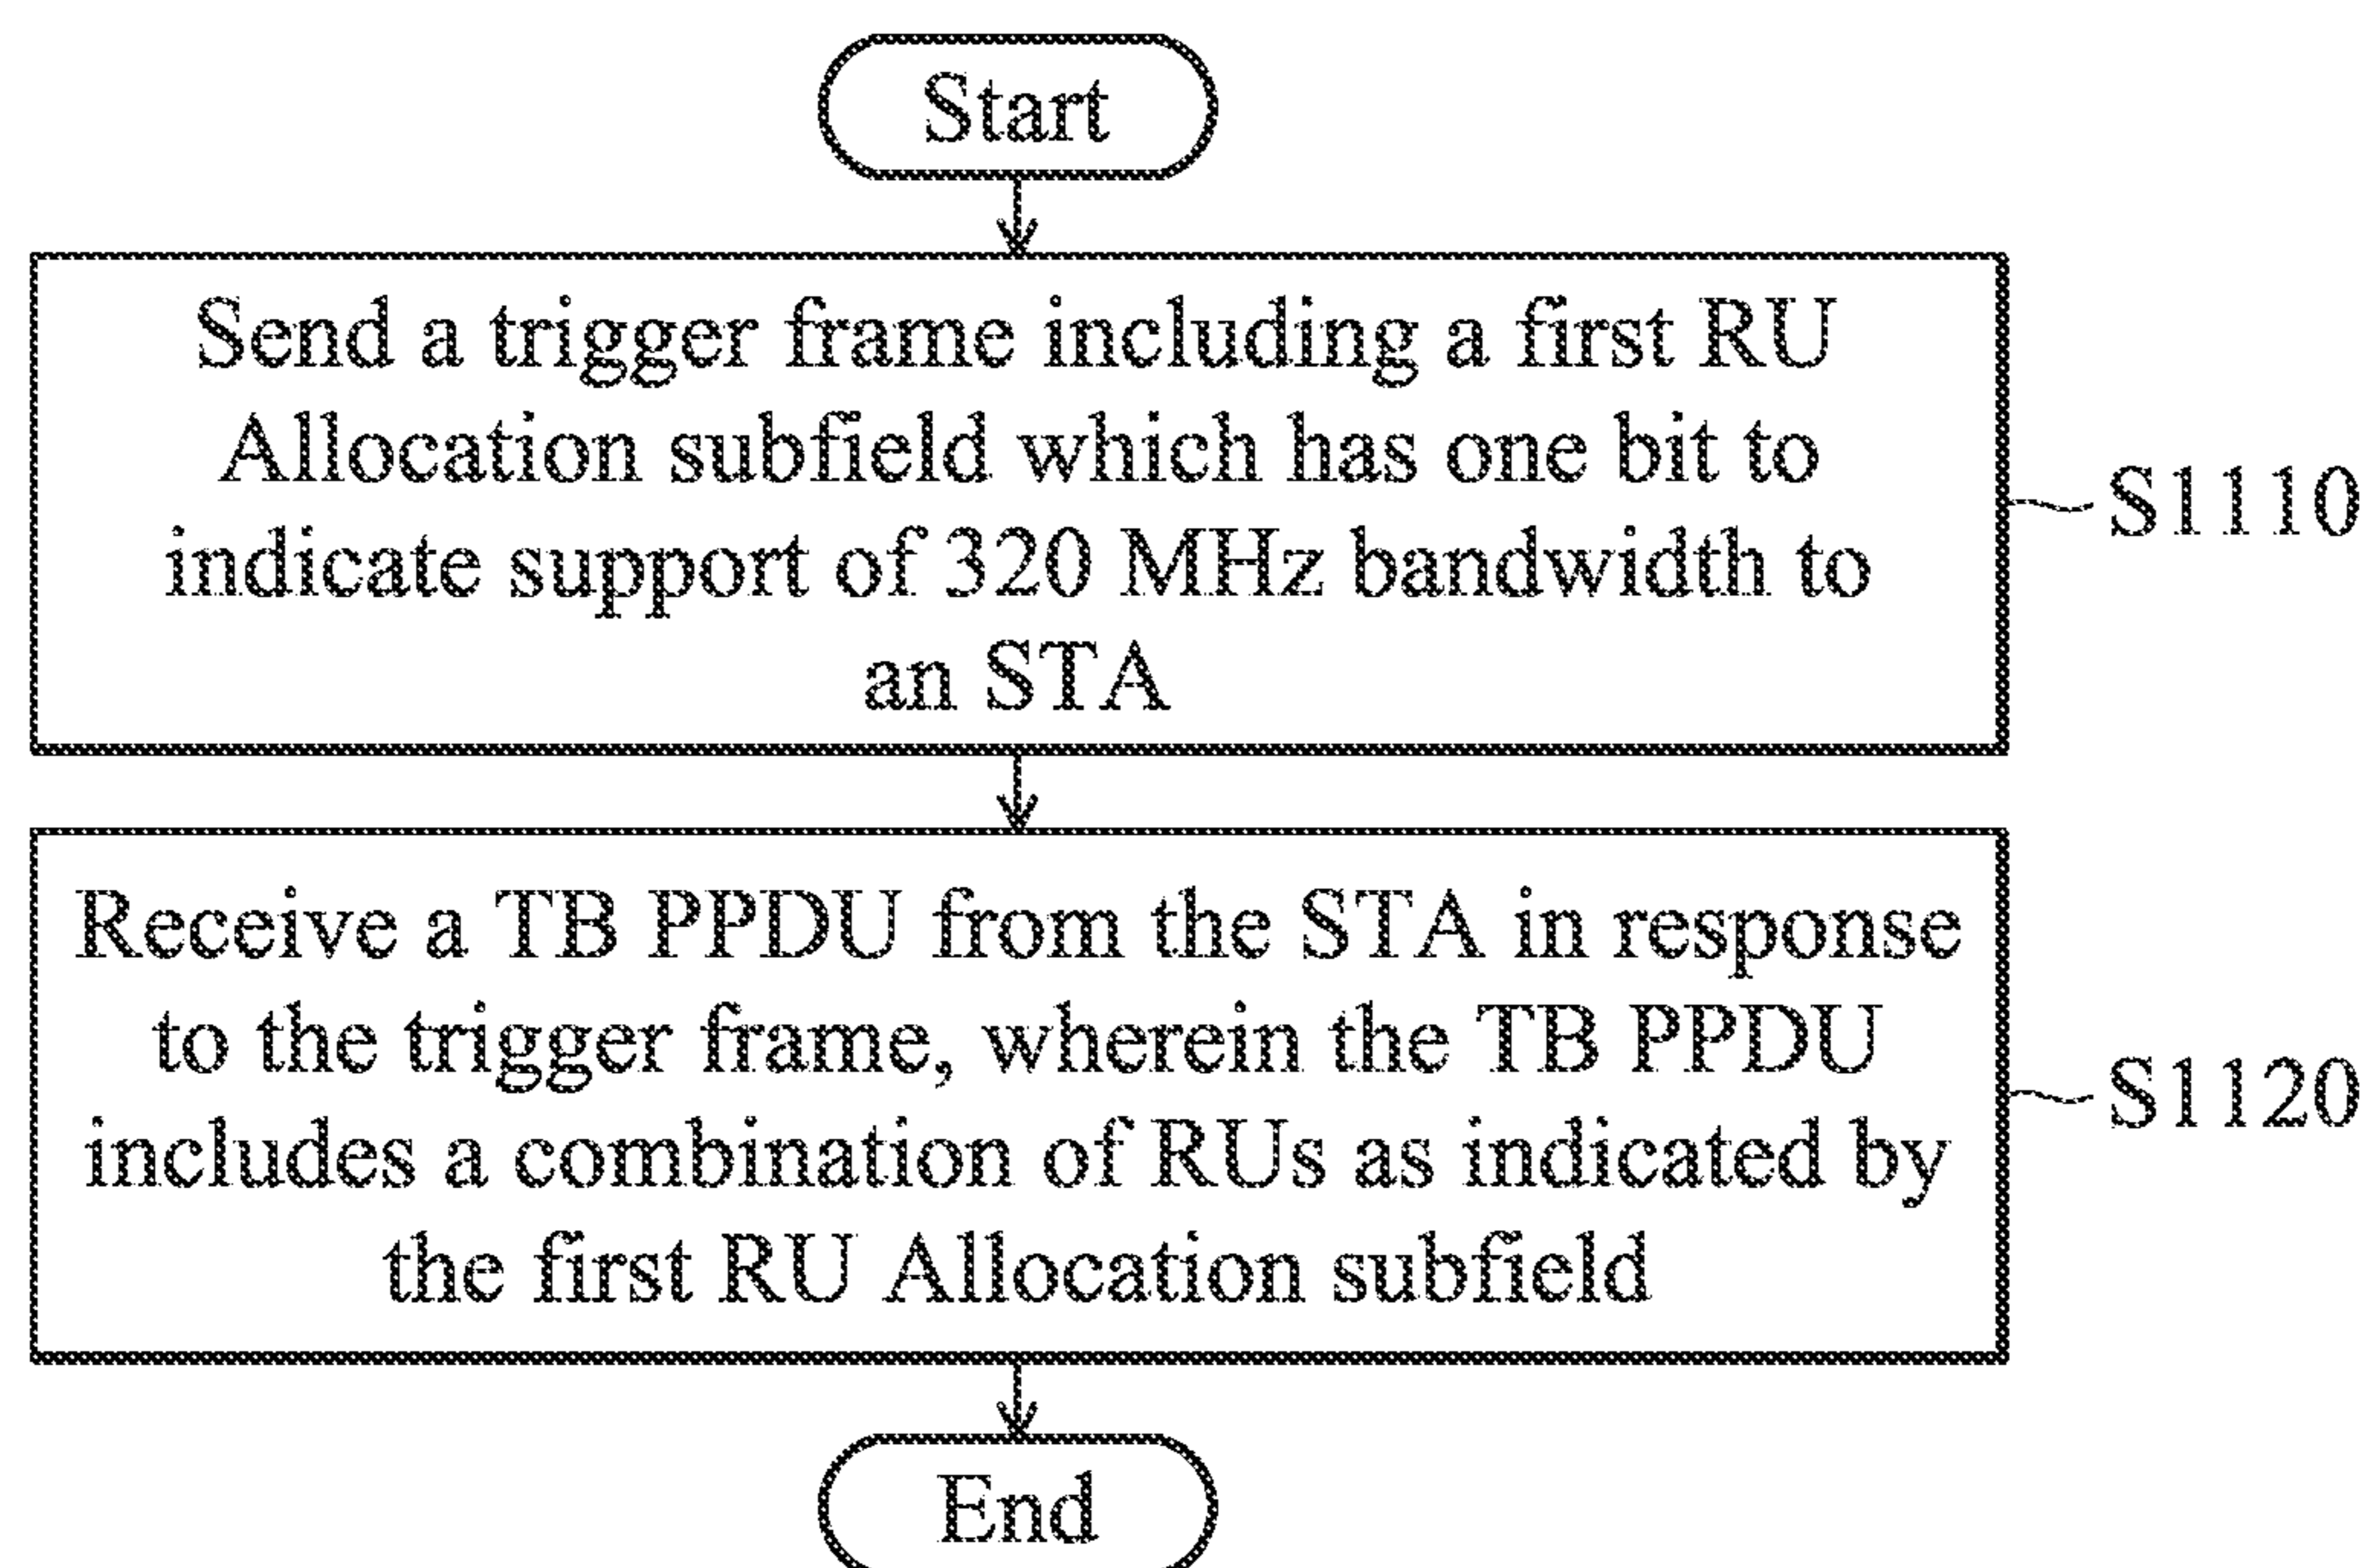 Start
Send a trigger frame including a first RU
Allocation subfield which has one bit to
indicate support of 320 MHz bandwidth to
an STA
S1110
Receive a TB PPDU from the STA in response
to the trigger frame, wherein the TB PPDU
includes a combination of RUs as indicated by
the first RU Allocation subfield
S1120
End